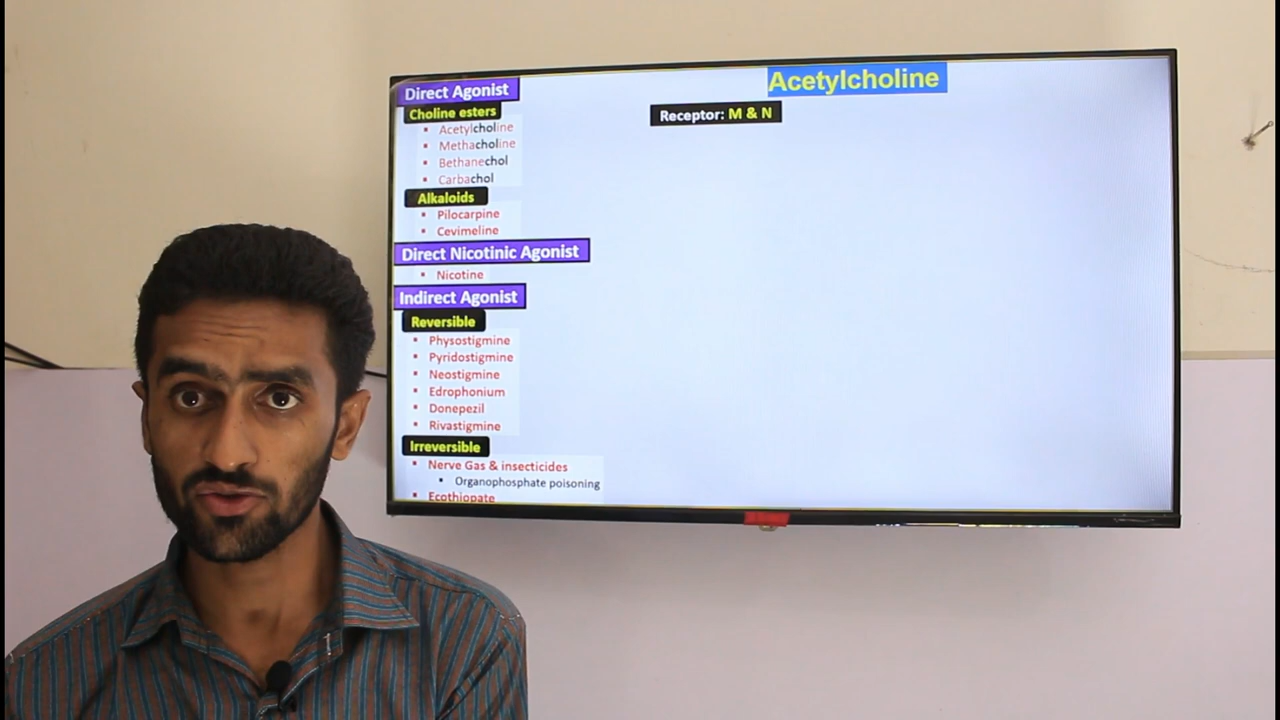 Direct Agonist
Choline esters
Acetylcholine
Methacholine
Bethanechol
Carbachol
Alkaloids
Pilocarpine
Cevimeline
Direct Nicotinic Agonist
Nicotine
Indirect Agonist
Reversible
Physostigmine
Pyridostigmine
Neostigmine
Edrophonium
Donepezil
Rivastigmine
Irreversible
Nerve Gas & insecticides
Organophosphate poisoning
Ecothiopate
Acetylcholine
Receptor: M & N